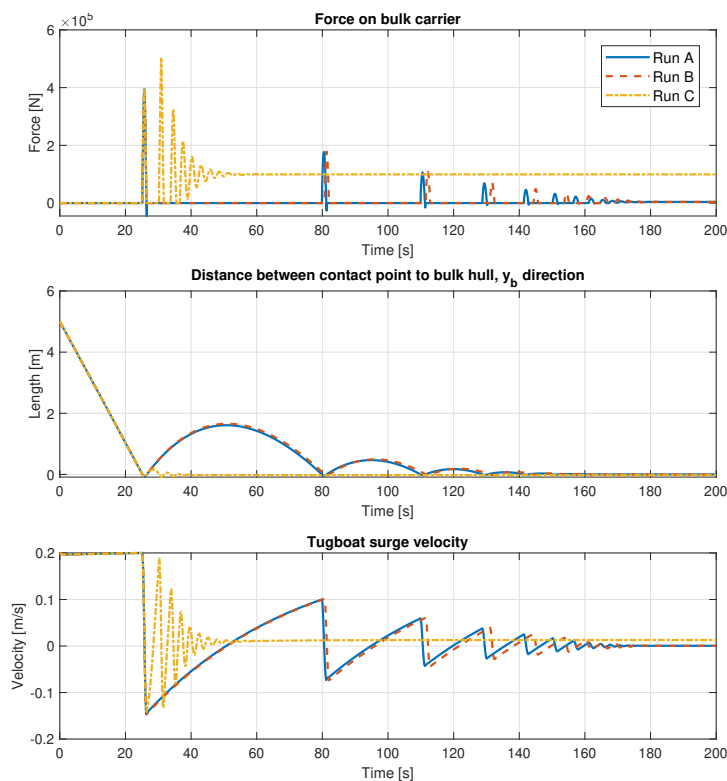 Force on bulk carrier
×10⁵
6
4
2
0
Force [N]
Run A
Run B
Run C
0 20 40 60 80 100 120 140 160 180 200
Time [s]
Distance between contact point to bulk hull, y_b direction
6
4
2
0
Length [m]
0 20 40 60 80 100 120 140 160 180 200
Time [s]
Tugboat surge velocity
0.2
0.1
0
-0.1
-0.2
Velocity [m/s]
0 20 40 60 80 100 120 140 160 180 200
Time [s]